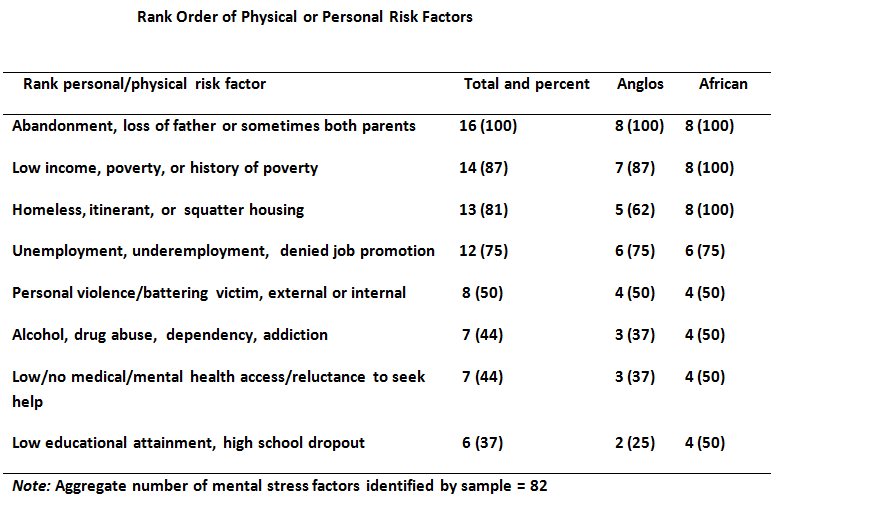 Rank Order of Physical or Personal Risk Factors
Rank personal/physical risk factor Total and percent Anglos African
Abandonment, loss of father or sometimes both parents 16 (100) 8 (100) 8 (100)
Low income, poverty, or history of poverty 14 (87) 7 (87) 8 (100)
Homeless, itinerant, or squatter housing 13 (81) 5 (62) 8 (100)
Unemployment, underemployment, denied job promotion 12 (75) 6 (75) 6 (75)
Personal violence/battering victim, external or internal 8 (50) 4 (50) 4 (50)
Alcohol, drug abuse, dependency, addiction 7 (44) 3 (37) 4 (50)
Low/no medical/mental health access/reluctance to seek 7 (44) 3 (37) 4 (50)
help
Low educational attainment, high school dropout 6 (37) 2 (25) 4 (50)
Note: Aggregate number of mental stress factors identified by sample = 82